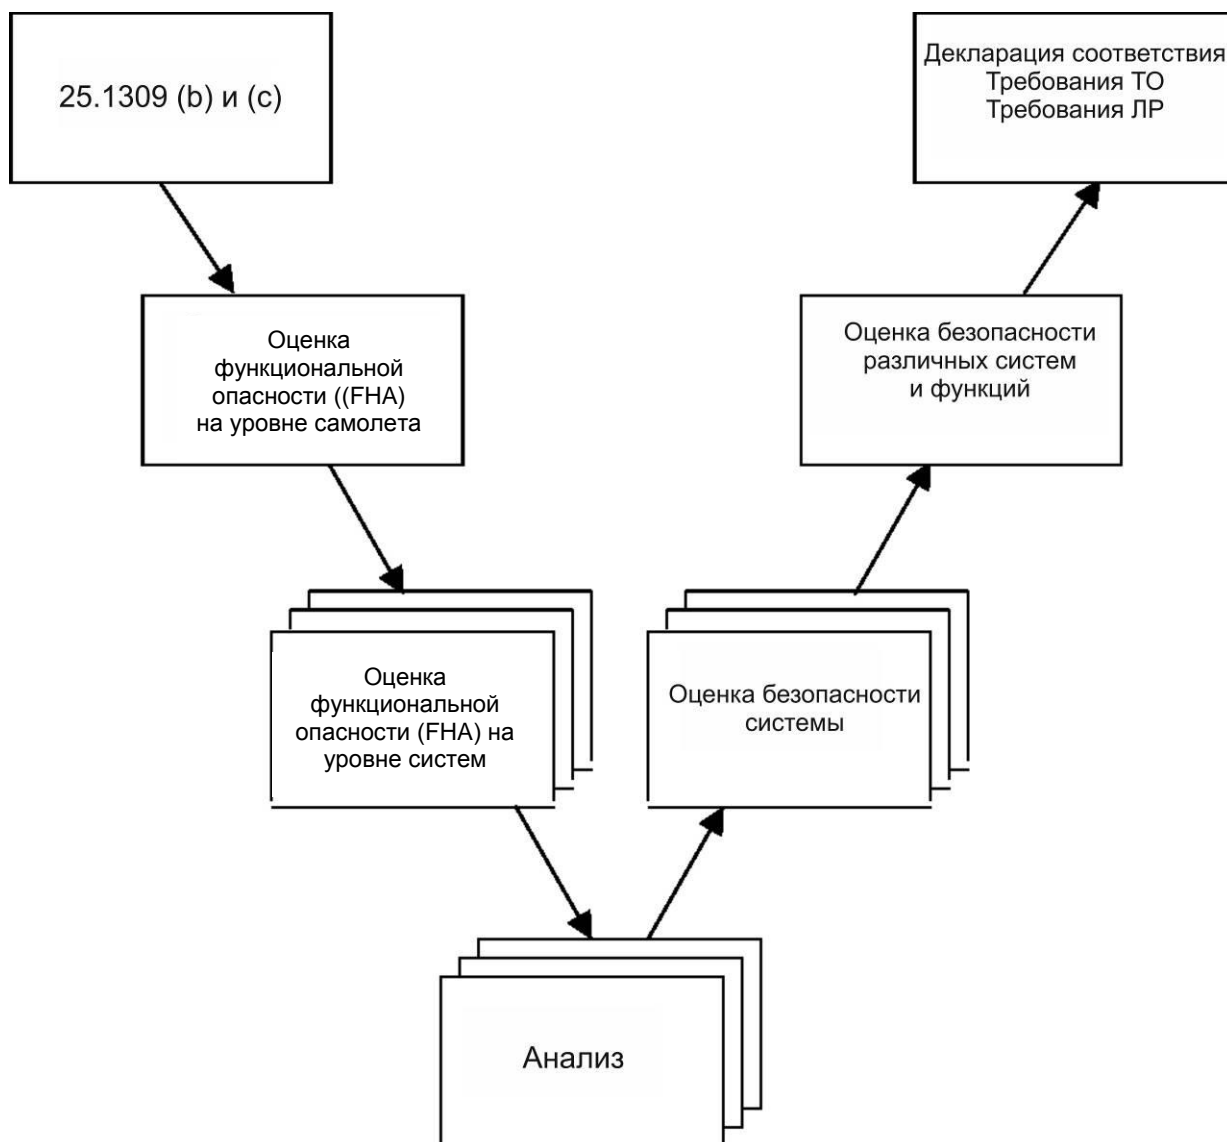 25.1309 (b) и (c)
Декларация соответствия
Требования ТО
Требования ЛР
Оценка
функциональной
опасности ((FHA)
на уровне самолета
Оценка безопасности
различных систем
и функций
Оценка
функциональной
опасности (FHA) на
уровне систем
Оценка безопасности
системы
Анализ